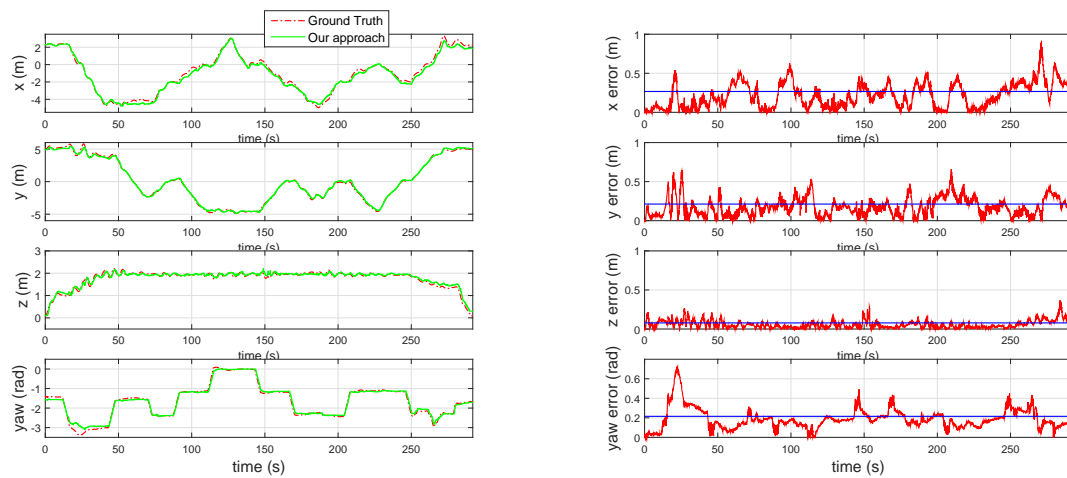 Ground Truth
Our approach
x (m)
2
0
-2
-4
0 50 100 150 200 250
time (s)
y (m)
5
0
-5
0 50 100 150 200 250
time (s)
z (m)
3
2
1
0
0 50 100 150 200 250
time (s)
yaw (rad)
0
-1
-2
-3
0 50 100 150 200 250
time (s)
x error (m)
1
0.5
0
0 50 100 150 200 250
time (s)
y error (m)
1
0.5
0
0 50 100 150 200 250
time (s)
z error (m)
1
0.5
0
0 50 100 150 200 250
time (s)
yaw error (rad)
0.6
0.4
0.2
0
0 50 100 150 200 250
time (s)